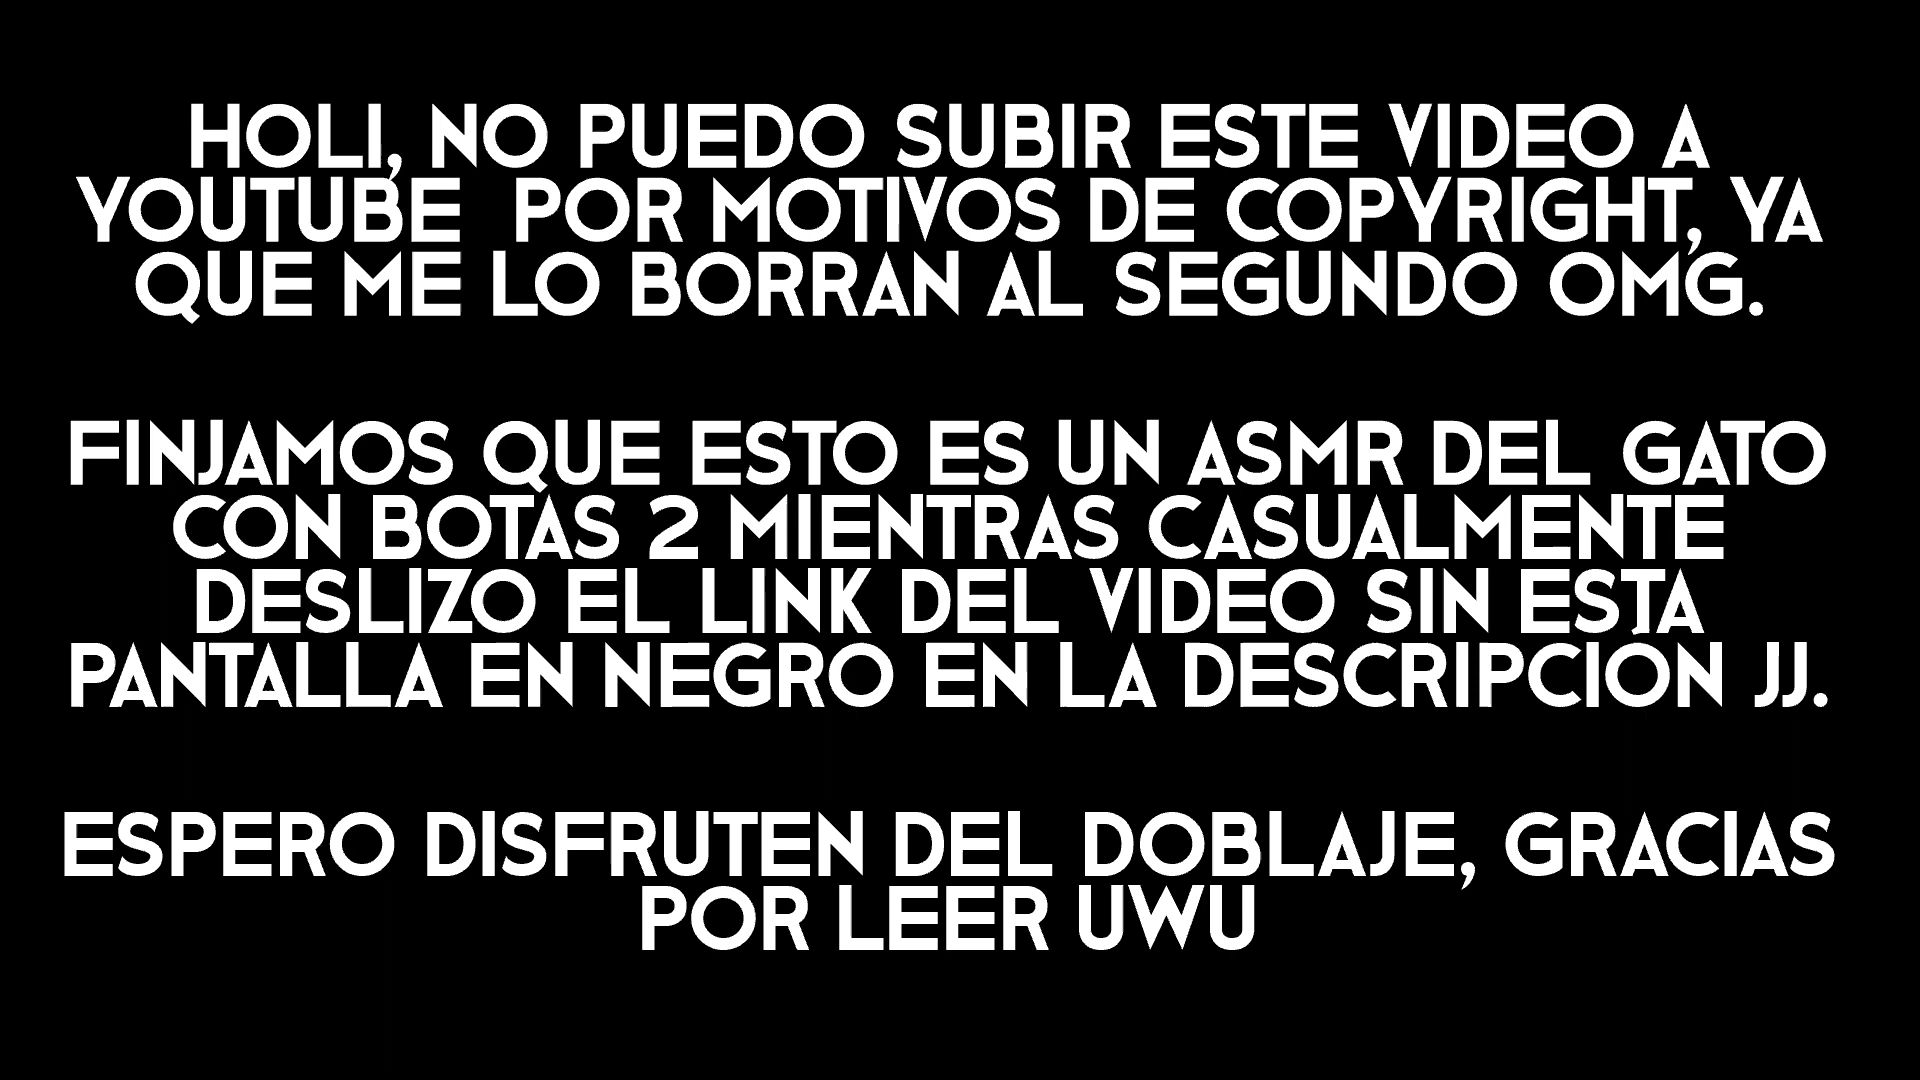 HOLI, NO PUEDO SUBIR ESTE VIDEO A
YOUTUBE POR MOTIVOS DE COPYRIGHT, YA
QUE ME LO BORRAN AL SEGUNDO OMG.
FINJAMOS QUE ESTO ES UN ASMR DEL GATO
CON BOTAS 2 MIENTRAS CASUALMENTE
DESLIZO EL LINK DEL VIDEO SIN ESTA
PANTALLA EN NEGRO EN LA DESCRIPCIÓN JJ.
ESPERO DISFRUTEN DEL DOBLAJE, GRACIAS
POR LEER UWU